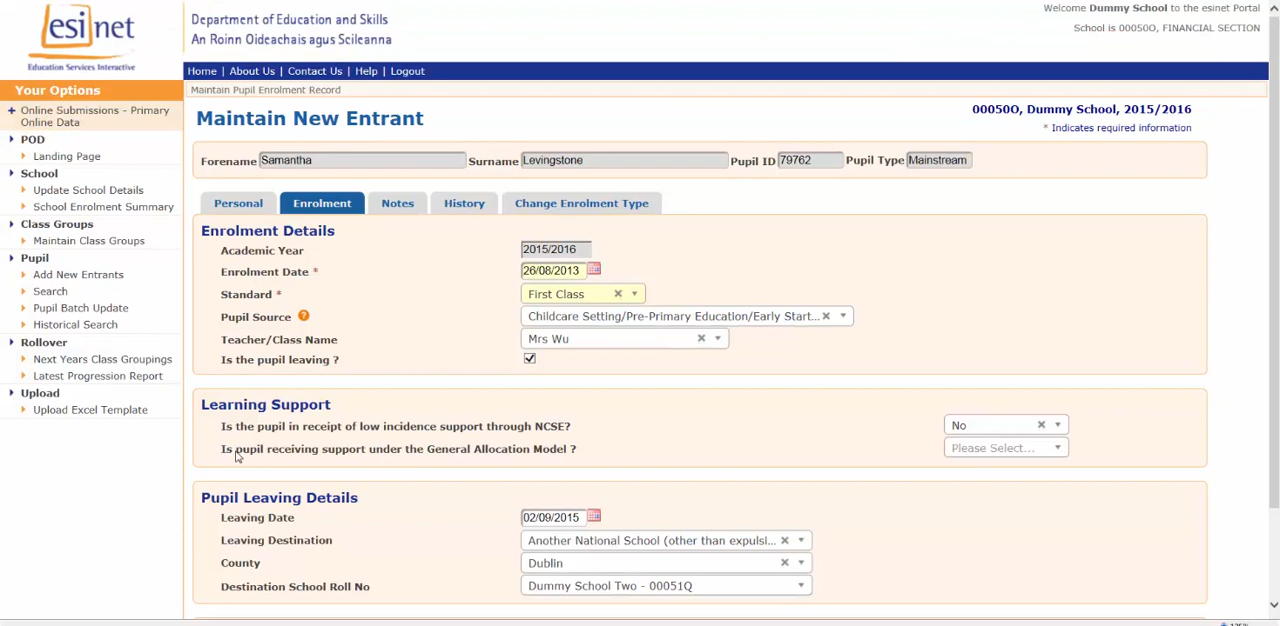 esinet
Education Services Interactive
Department of Education and Skills
An Roinn Oideachais agus Scileanna
Welcome Dummy School to the esinet Portal
School is 00050O, FINANCIAL SECTION
Home | About Us | Contact Us | Help | Logout
Your Options
Online Submissions - Primary
Online Data
POD
Landing Page
School
Update School Details
School Enrolment Summary
Class Groups
Maintain Class Groups
Pupil
Add New Entrants
Search
Pupil Batch Update
Historical Search
Rollover
Next Years Class Groupings
Latest Progression Report
Upload
Upload Excel Template
Maintain Pupil Enrolment Record
Maintain New Entrant
00050O, Dummy School, 2015/2016
* Indicates required information
Forename Samantha Surname Levingstone Pupil ID 79762 Pupil Type Mainstream
Personal Enrolment Notes History Change Enrolment Type
Enrolment Details
Academic Year 2015/2016
Enrolment Date * 26/08/2013
Standard * First Class
Pupil Source ? Childcare Setting/Pre-Primary Education/Early Start...
Teacher/Class Name Mrs Wu
Is the pupil leaving ?
Learning Support
Is the pupil in receipt of low incidence support through NCSE? No
Is pupil receiving support under the General Allocation Model ? Please Select...
Pupil Leaving Details
Leaving Date 02/09/2015
Leaving Destination Another National School (other than expulsi...
County Dublin
Destination School Roll No Dummy School Two - 00051Q